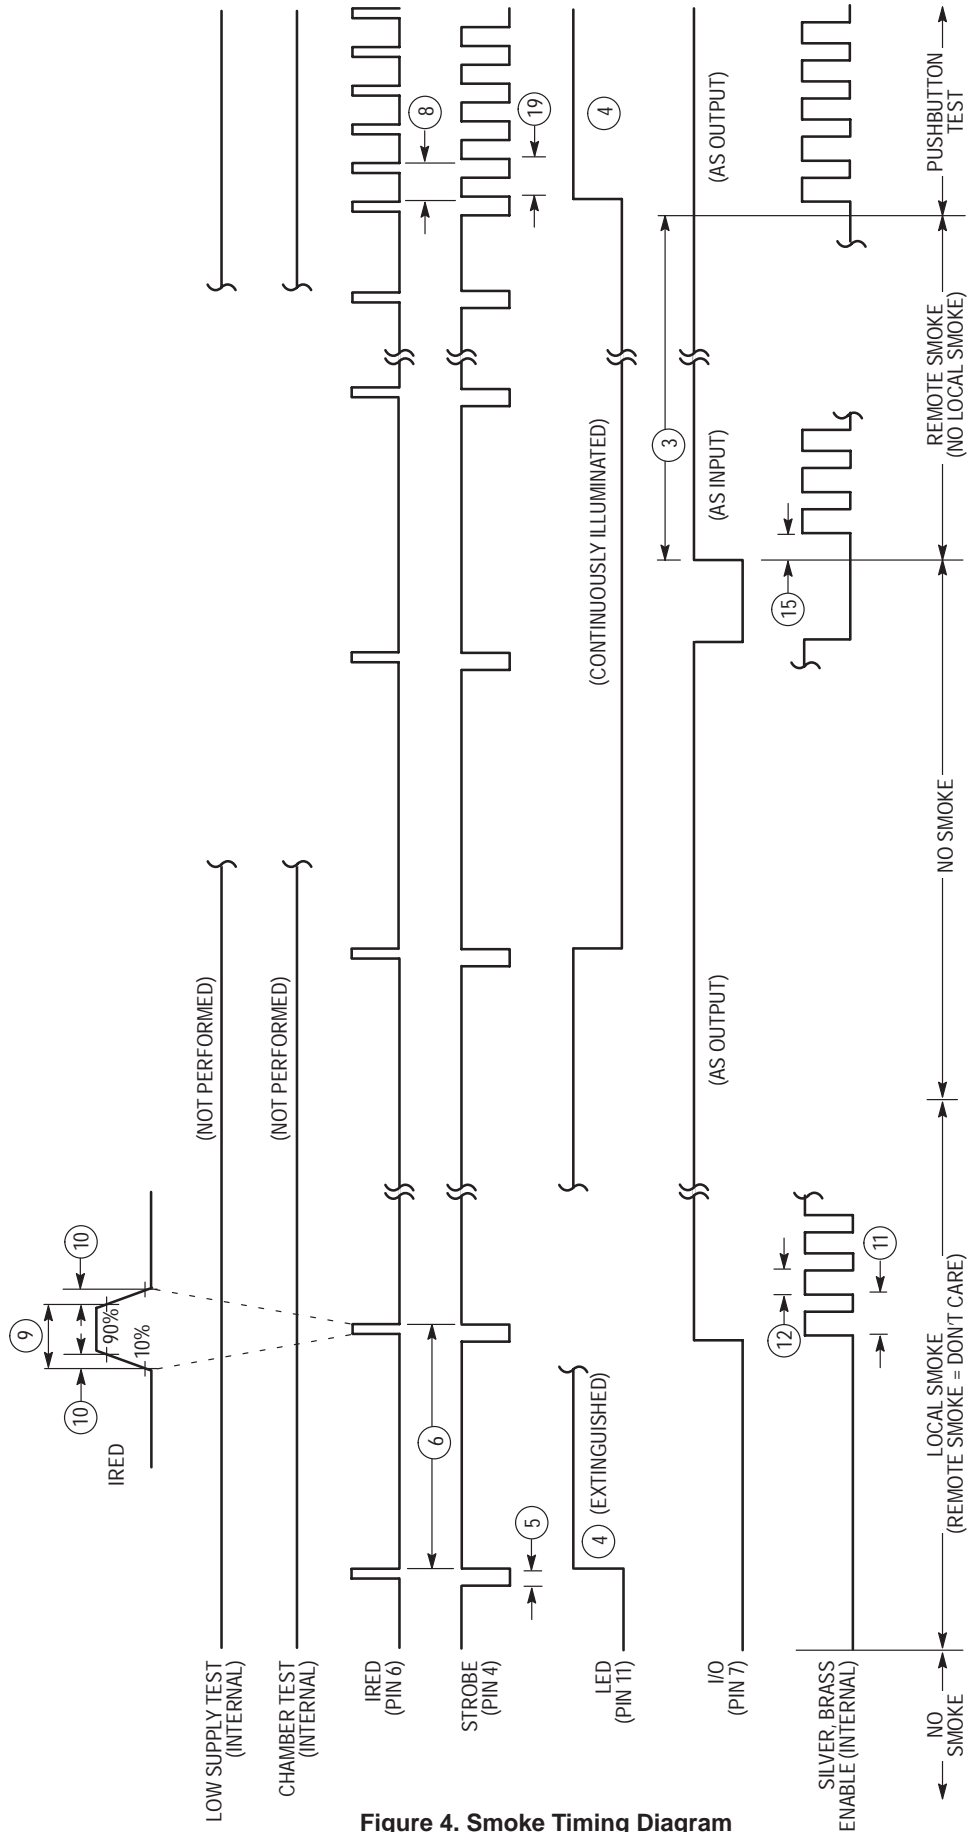 IRED
9
10
10
90%
10%
LOW SUPPLY TEST
(INTERNAL)
(NOT PERFORMED)
CHAMBER TEST
(INTERNAL)
(NOT PERFORMED)
IRED
(PIN 6)
6
8
STROBE
(PIN 4)
5
19
LED
(PIN 11)
4
(EXTINGUISHED)
(CONTINUOUSLY ILLUMINATED)
4
3
I/O
(PIN 7)
(AS OUTPUT)
(AS INPUT)
(AS OUTPUT)
SILVER, BRASS
ENABLE (INTERNAL)
12
11
15
NO
SMOKE
LOCAL SMOKE
(REMOTE SMOKE = DON'T CARE)
NO SMOKE
REMOTE SMOKE
(NO LOCAL SMOKE)
PUSHBUTTON
TEST
Figure 4. Smoke Timing Diagram